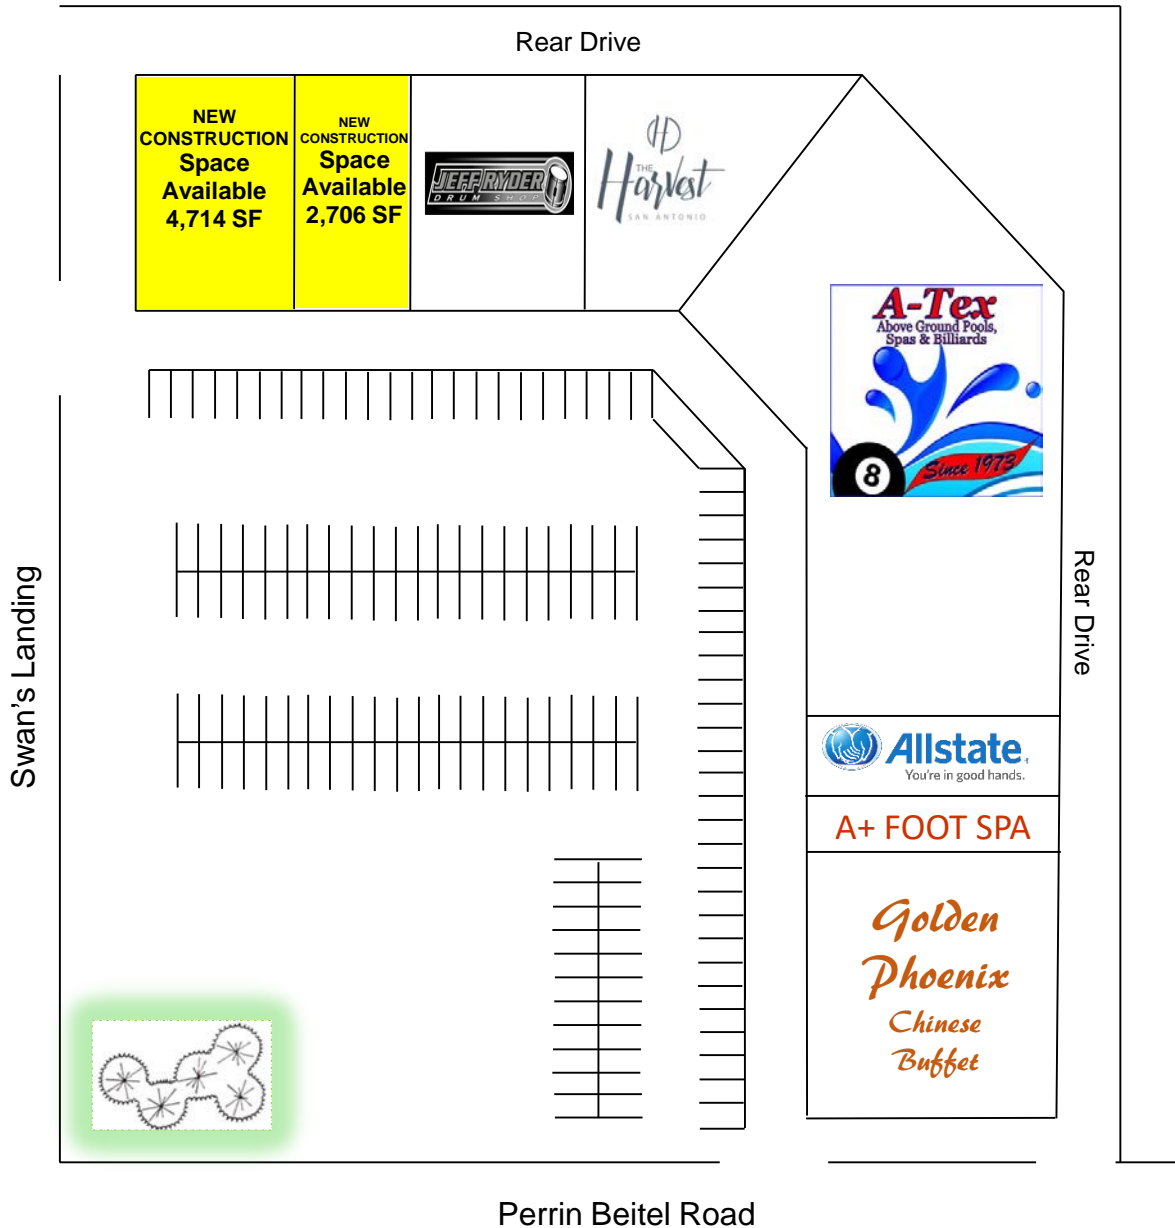 Rear Drive
NEW
CONSTRUCTION
Space
Available
4,714 SF
NEW
CONSTRUCTION
Space
Available
2,706 SF
JEFF RYDER
DRUM SHOP
HD
THE
Harvest
SAN ANTONIO
A-Tex
Above Ground Pools,
Spas & Billiards
8
Since 1973
Rear Drive
Swan's Landing
Allstate
You're in good hands.
A+ FOOT SPA
Golden
Phoenix
Chinese
Buffet
Perrin Beitel Road